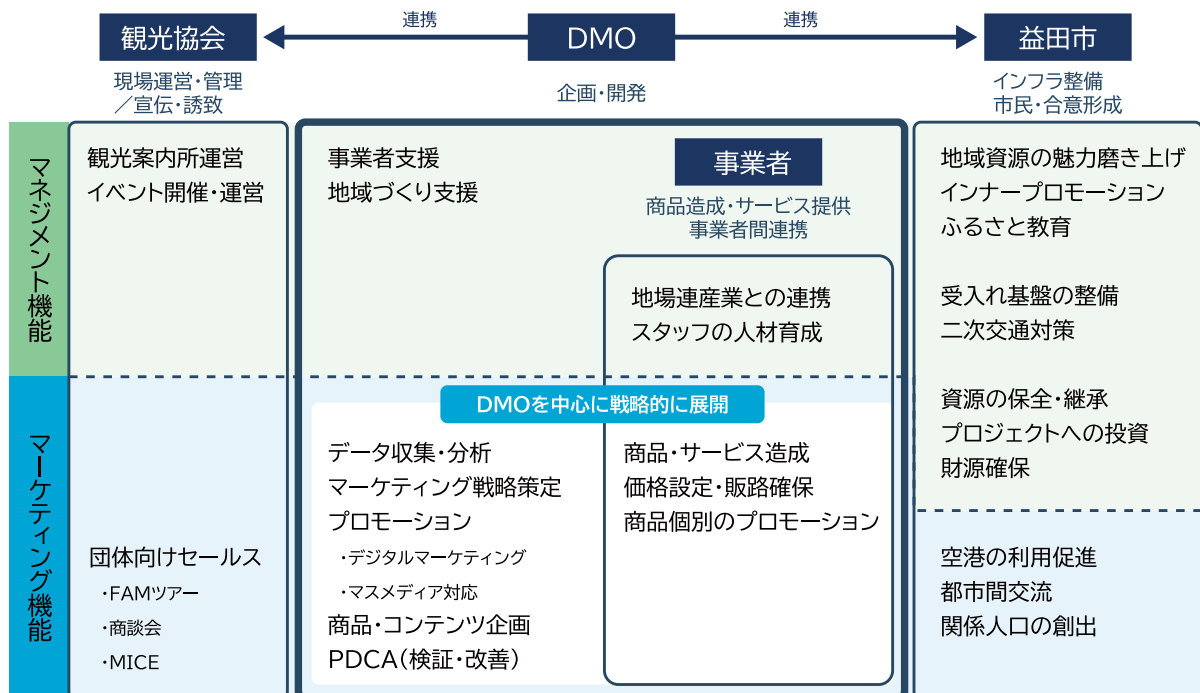 連携
連携
観光協会
DMO
益田市
現場運営・管理
／宣伝・誘致
企画・開発
インフラ整備
市民・合意形成
マネジメント機能
観光案内所運営
イベント開催・運営
事業者支援
地域づくり支援
事業者
商品造成・サービス提供
事業者間連携
地場連産業との連携
スタッフの人材育成
地域資源の魅力磨き上げ
インナープロモーション
ふるさと教育
受入れ基盤の整備
二次交通対策
資源の保全・継承
プロジェクトへの投資
財源確保
マーケティング機能
団体向けセールス
・FAMツアー
・商談会
・MICE
DMOを中心に戦略的に展開
データ収集・分析
マーケティング戦略策定
プロモーション
・デジタルマーケティング
・マスメディア対応
商品・コンテンツ企画
PDCA（検証・改善）
商品・サービス造成
価格設定・販路確保
商品個別のプロモーション
空港の利用促進
都市間交流
関係人口の創出